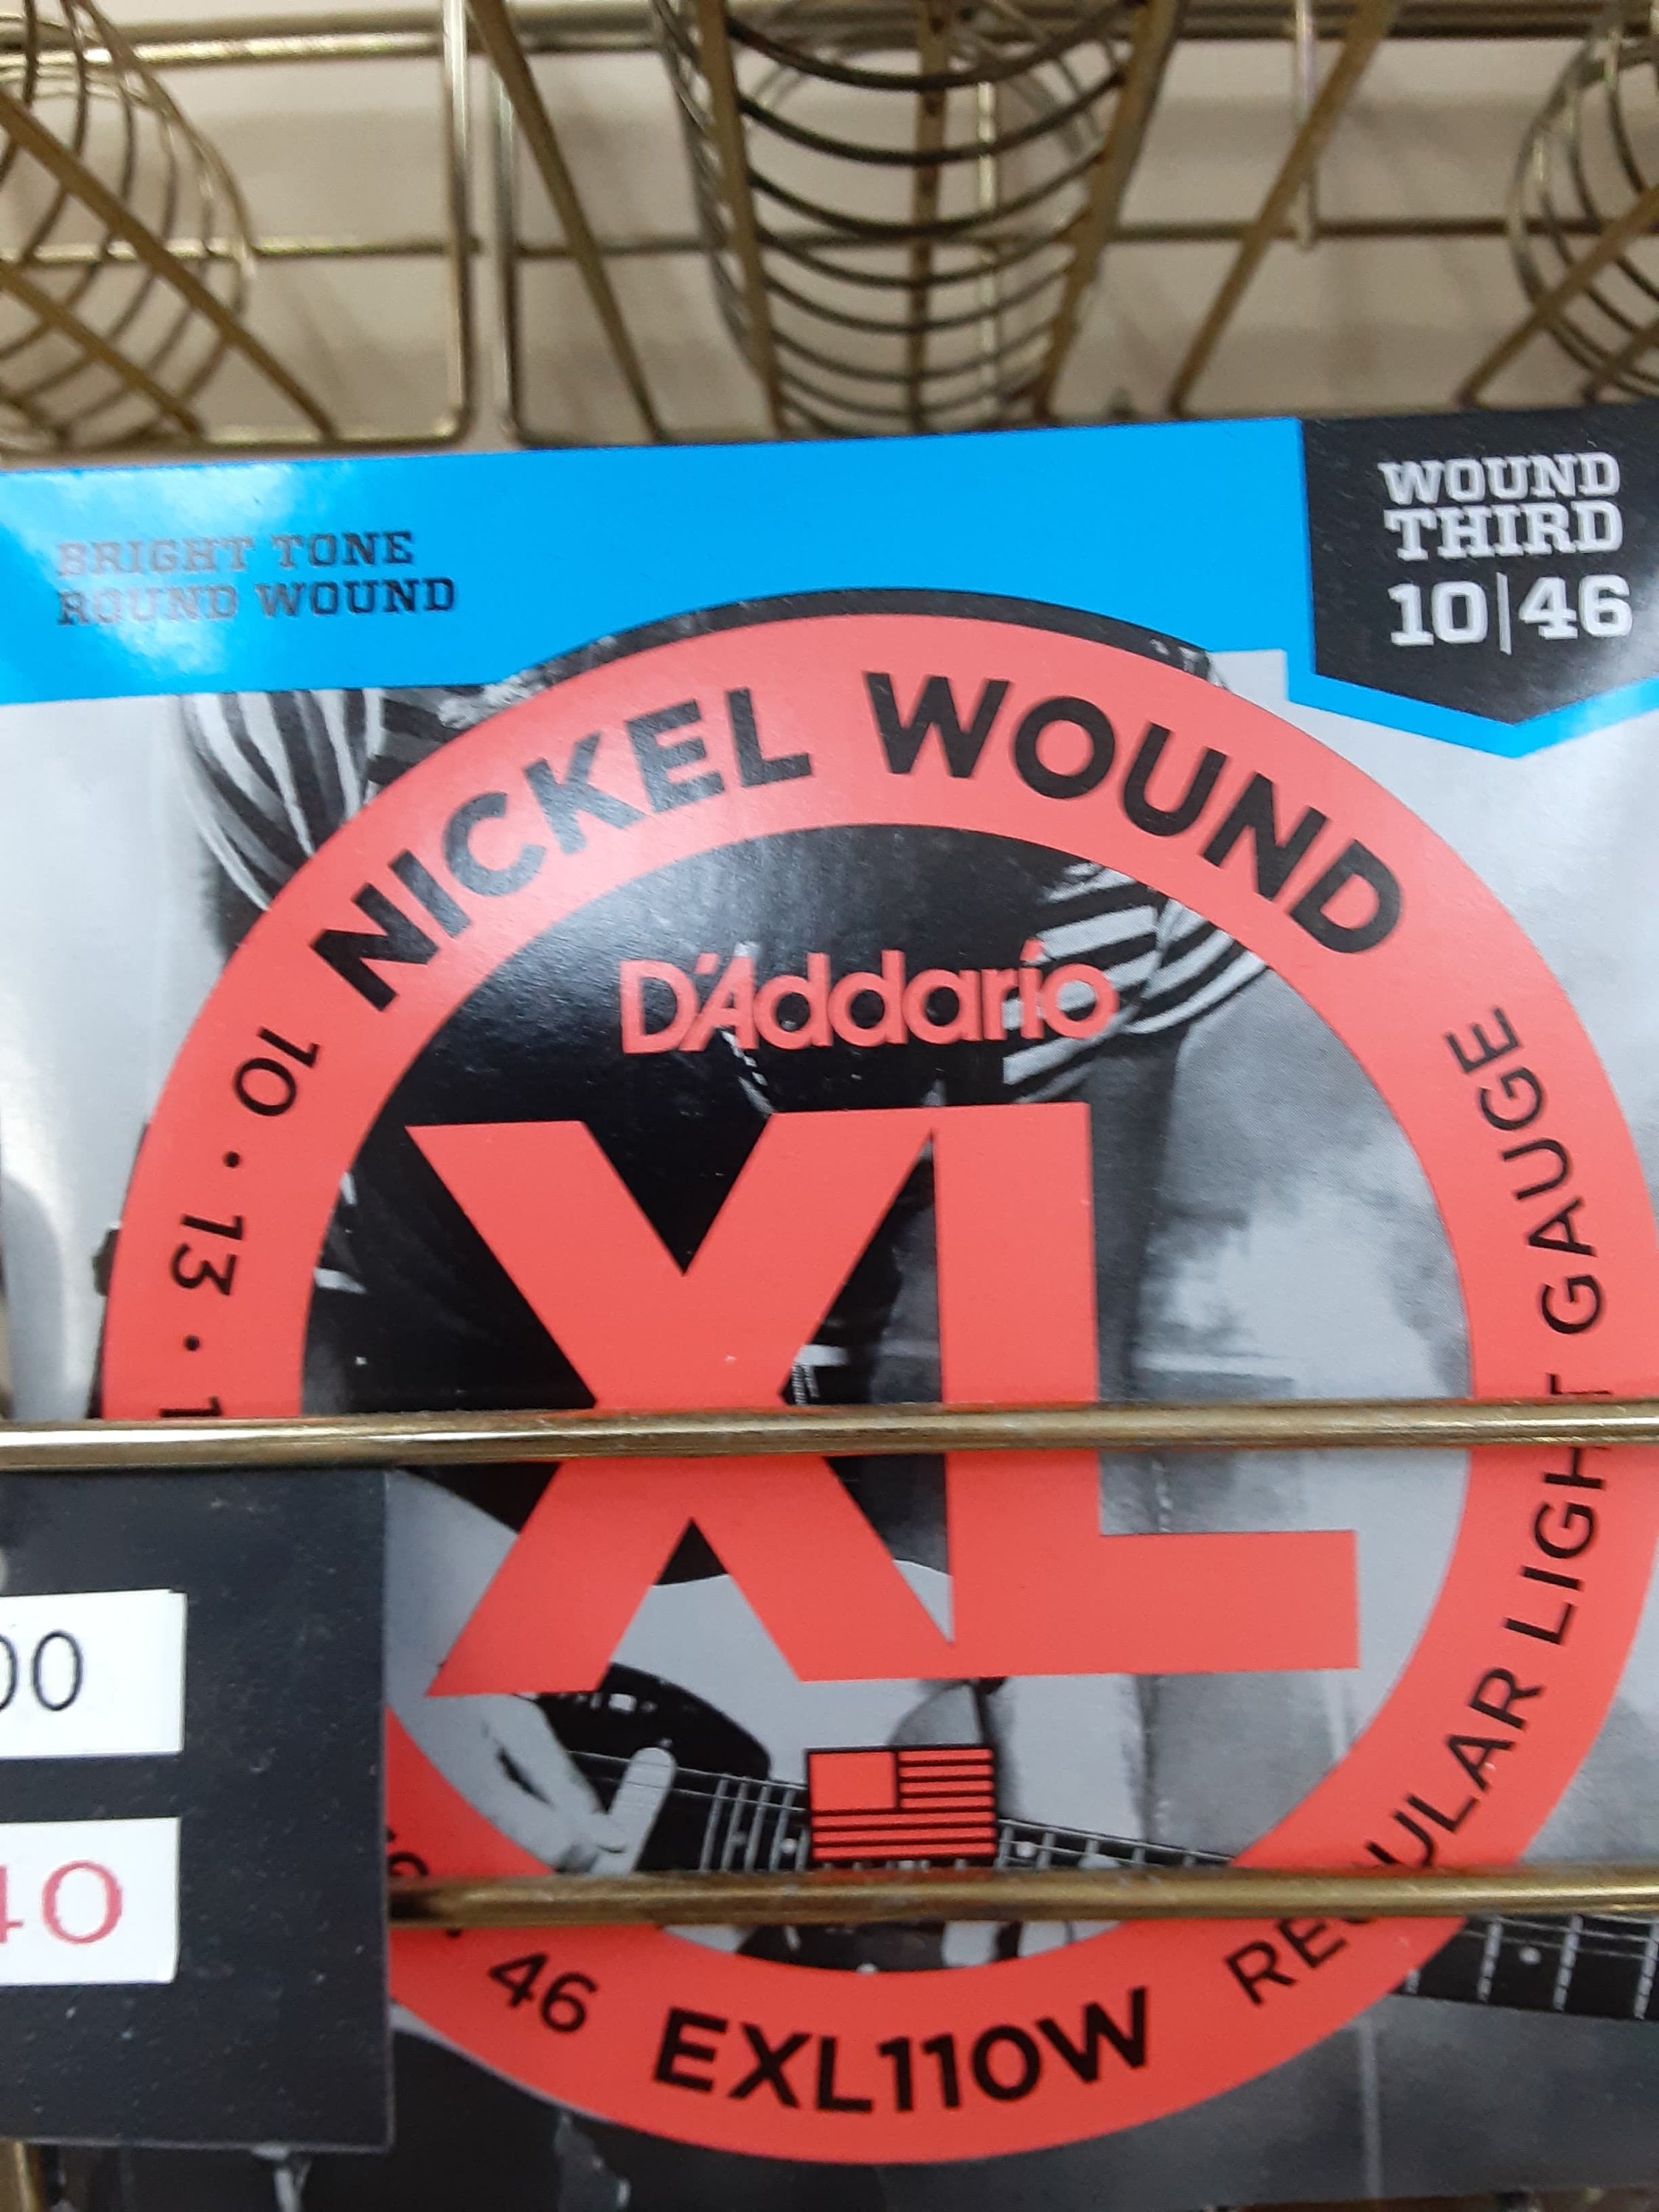 BRIGHT TONE
ROUND WOUND
WOUND
THIRD
10|46
NICKEL WOUND
D'Addario
XL
10 • 13 •
46
EXL110W
REGULAR LIGHT GAUGE
00
40